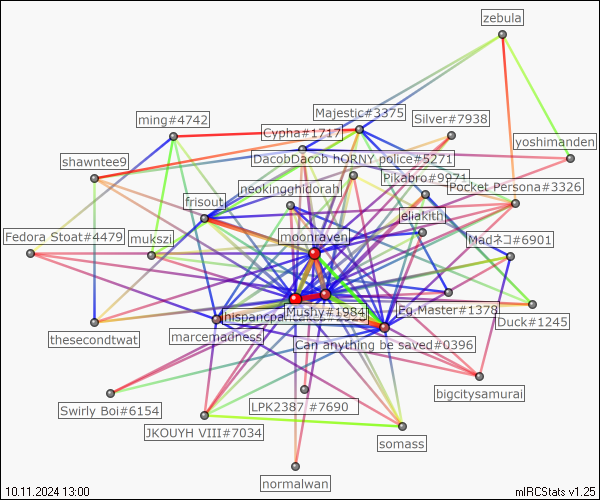 zebula
Majestic#3375
ming#4742
Silver#7938
Cypha#1717
yoshimanden
shawntee9
DacobDacob hORNY police#5271
Pikabro#9971
neokingghidorah
Pocket Persona#3326
frisout
eliakith
Fedora Stoat#4479
mukszi
moonraven
Madネコ#6901
Mushy#1984
Eg.Master#1378
Duck#1245
thesecondtwat
marcemadness
Can anything be saved#0396
bigcitysamurai
Swirly Boi#6154
LPK2387 #7690
JKOUYH VIII#7034
somass
normalwan
10.11.2024 13:00
mIRCStats v1.25